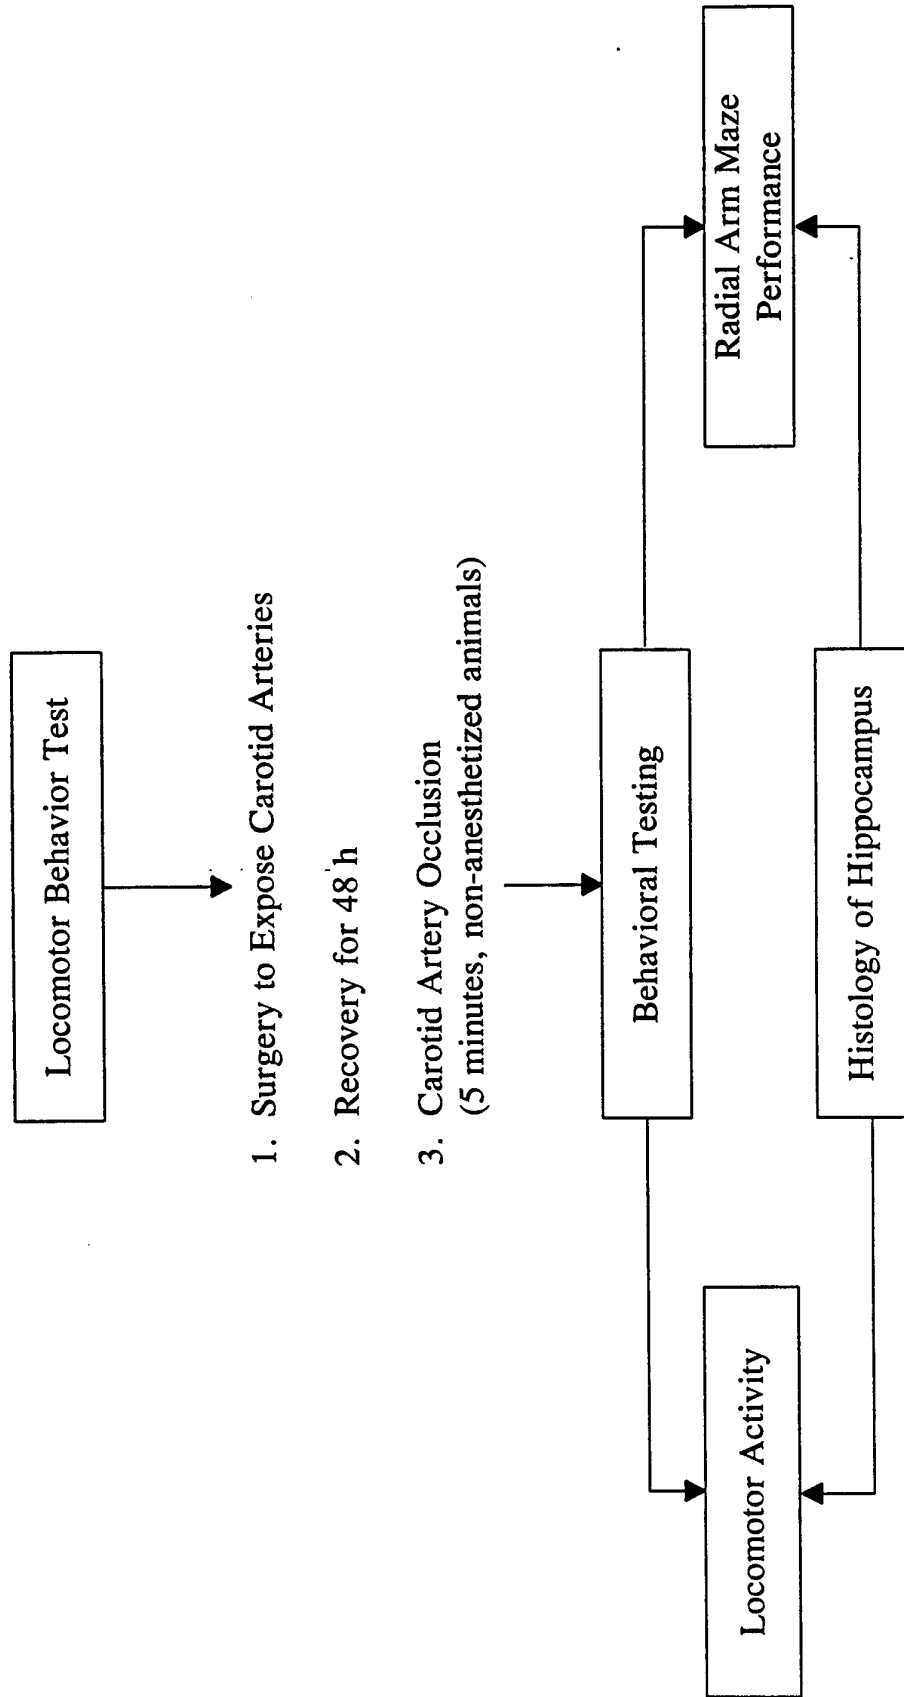 Locomotor Behavior Test
1. Surgery to Expose Carotid Arteries
2. Recovery for 48 h
3. Carotid Artery Occlusion
(5 minutes, non-anesthetized animals)
Behavioral Testing
Locomotor Activity
Radial Arm Maze
Performance
Histology of Hippocampus